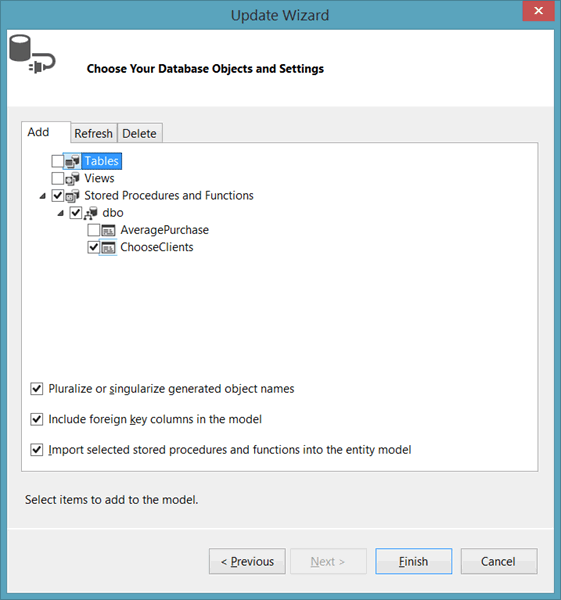 Update Wizard
Choose Your Database Objects and Settings
Add Refresh Delete
Tables
Views
Stored Procedures and Functions
dbo
AveragePurchase
ChooseClients
Pluralize or singularize generated object names
Include foreign key columns in the model
Import selected stored procedures and functions into the entity model
Select items to add to the model.
< Previous Next > Finish Cancel